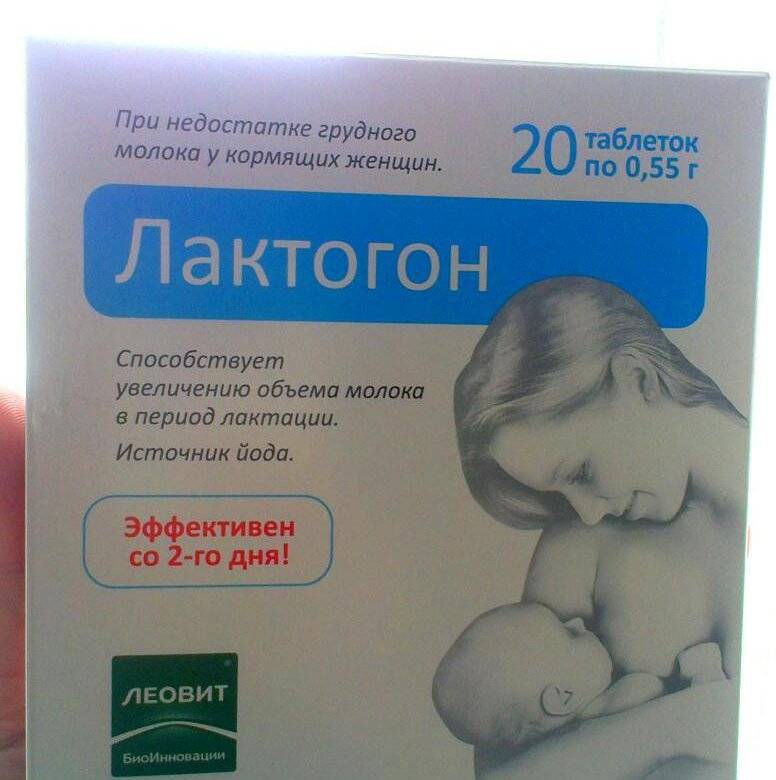 При недостатке грудного
молока у кормящих женщин.
20 таблеток
по 0,55 г
Лактогон
Способствует
увеличению объема молока
в период лактации.
Источник йода.
Эффективен
со 2-го дня!
ЛЕОВИТ
®
БиоИнновации